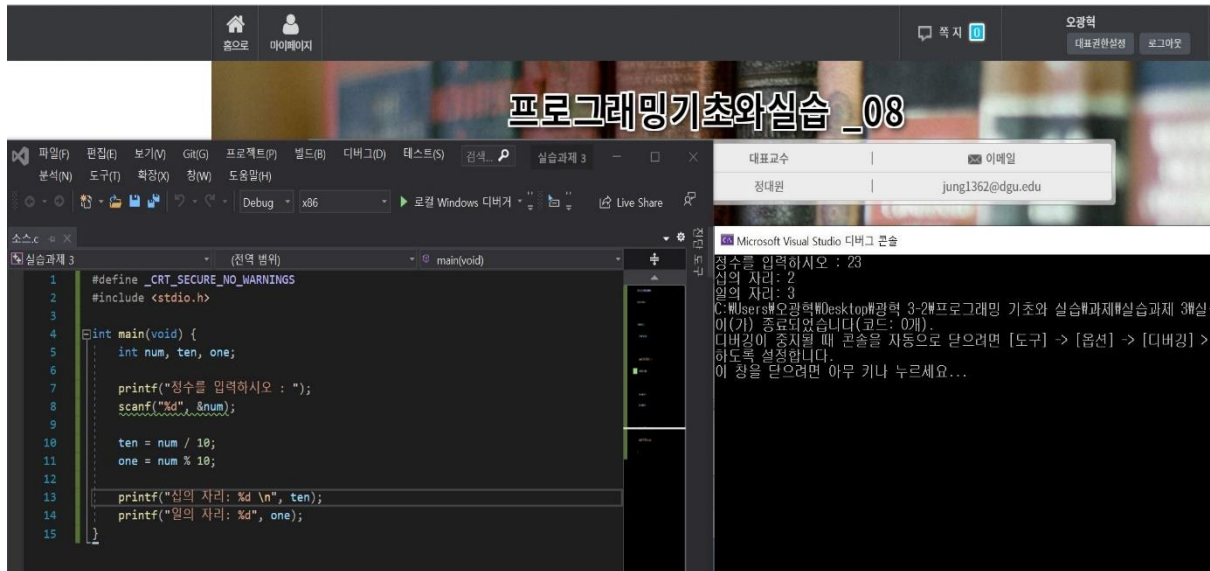 홈으로 마이페이지 쪽지 0 오광혁
대표권한설정 로그아웃
프로그래밍기초와실습 _08
대표교수 | 이메일
정대원 | jung1362@dgu.edu
파일(F) 편집(E) 보기(V) Git(G) 프로젝트(P) 빌드(B) 디버그(D) 테스트(S) 검색... 실습과제 3
분석(N) 도구(T) 확장(X) 창(W) 도움말(H)
Debug x86 로컬 Windows 디버거 Live Share
소스.c
실습과제 3 (전역 범위) main(void)
진단 도구
1 #define _CRT_SECURE_NO_WARNINGS
2 #include <stdio.h>
3
4 int main(void) {
5 int num, ten, one;
6
7 printf("정수를 입력하시오 : ");
8 scanf("%d", &num);
9
10 ten = num / 10;
11 one = num % 10;
12
13 printf("십의 자리: %d \n", ten);
14 printf("일의 자리: %d", one);
15 }
Microsoft Visual Studio 디버그 콘솔
정수를 입력하시오 : 23
십의 자리: 2
일의 자리: 3
C:₩Users₩오광혁₩Desktop₩광혁 3-2₩프로그래밍 기초와 실습₩과제₩실습과제 3₩실
이(가) 종료되었습니다(코드: 0개).
디버깅이 중지될 때 콘솔을 자동으로 닫으려면 [도구] -> [옵션] -> [디버깅] >
하도록 설정합니다.
이 창을 닫으려면 아무 키나 누르세요...